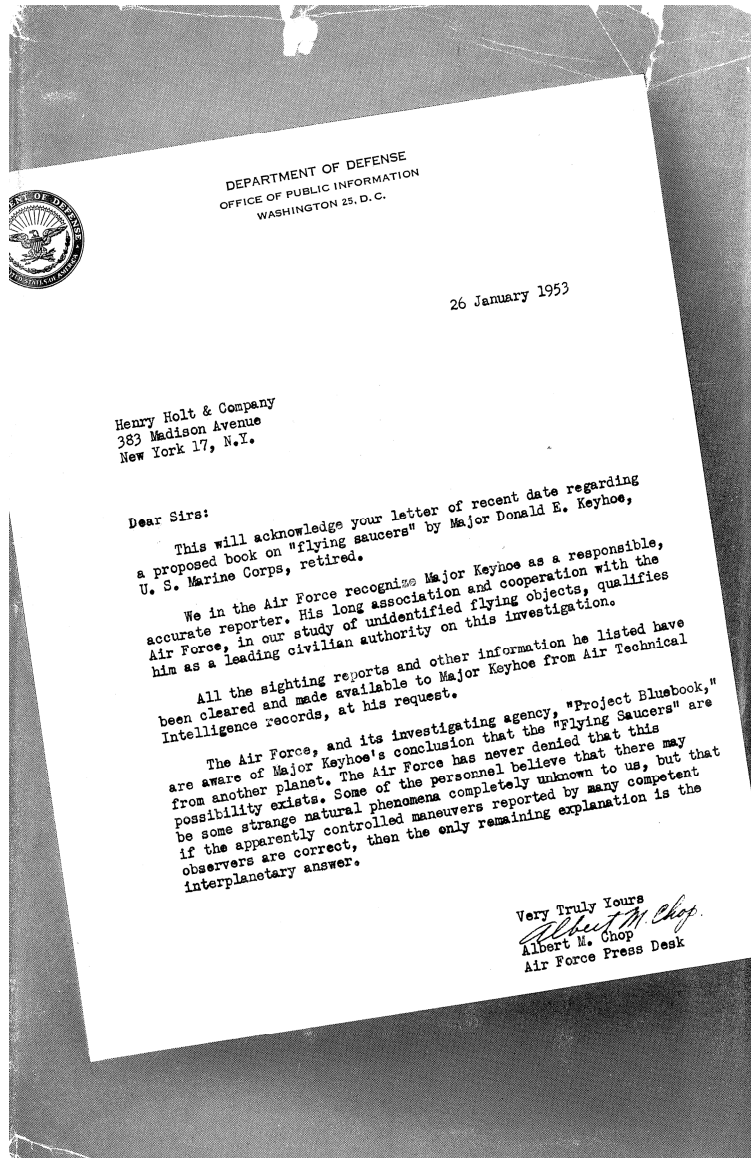 DEPARTMENT OF DEFENSE
OFFICE OF PUBLIC INFORMATION
WASHINGTON 25, D. C.
ENT OF DEFENSE
UNITED STATES OF AMERICA
26 January 1953
Henry Holt & Company
383 Madison Avenue
New York 17, N.Y.
Dear Sirs:
This will acknowledge your letter of recent date regarding
a proposed book on "flying saucers" by Major Donald E. Keyhoe,
U. S. Marine Corps, retired.
We in the Air Force recognize Major Keyhoe as a responsible,
accurate reporter. His long association and cooperation with the
Air Force, in our study of unidentified flying objects, qualifies
him as a leading civilian authority on this investigation.
All the sighting reports and other information he listed have
been cleared and made available to Major Keyhoe from Air Technical
Intelligence records, at his request.
The Air Force, and its investigating agency, "Project Bluebook,"
are aware of Major Keyhoe's conclusion that the "Flying Saucers" are
from another planet. The Air Force has never denied that this
possibility exists. Some of the personnel believe that there may
be some strange natural phenomena completely unknown to us, but that
if the apparently controlled maneuvers reported by many competent
observers are correct, then the only remaining explanation is the
interplanetary answer.
Very Truly Yours
Albert M. Chop.
Albert M. Chop
Air Force Press Desk